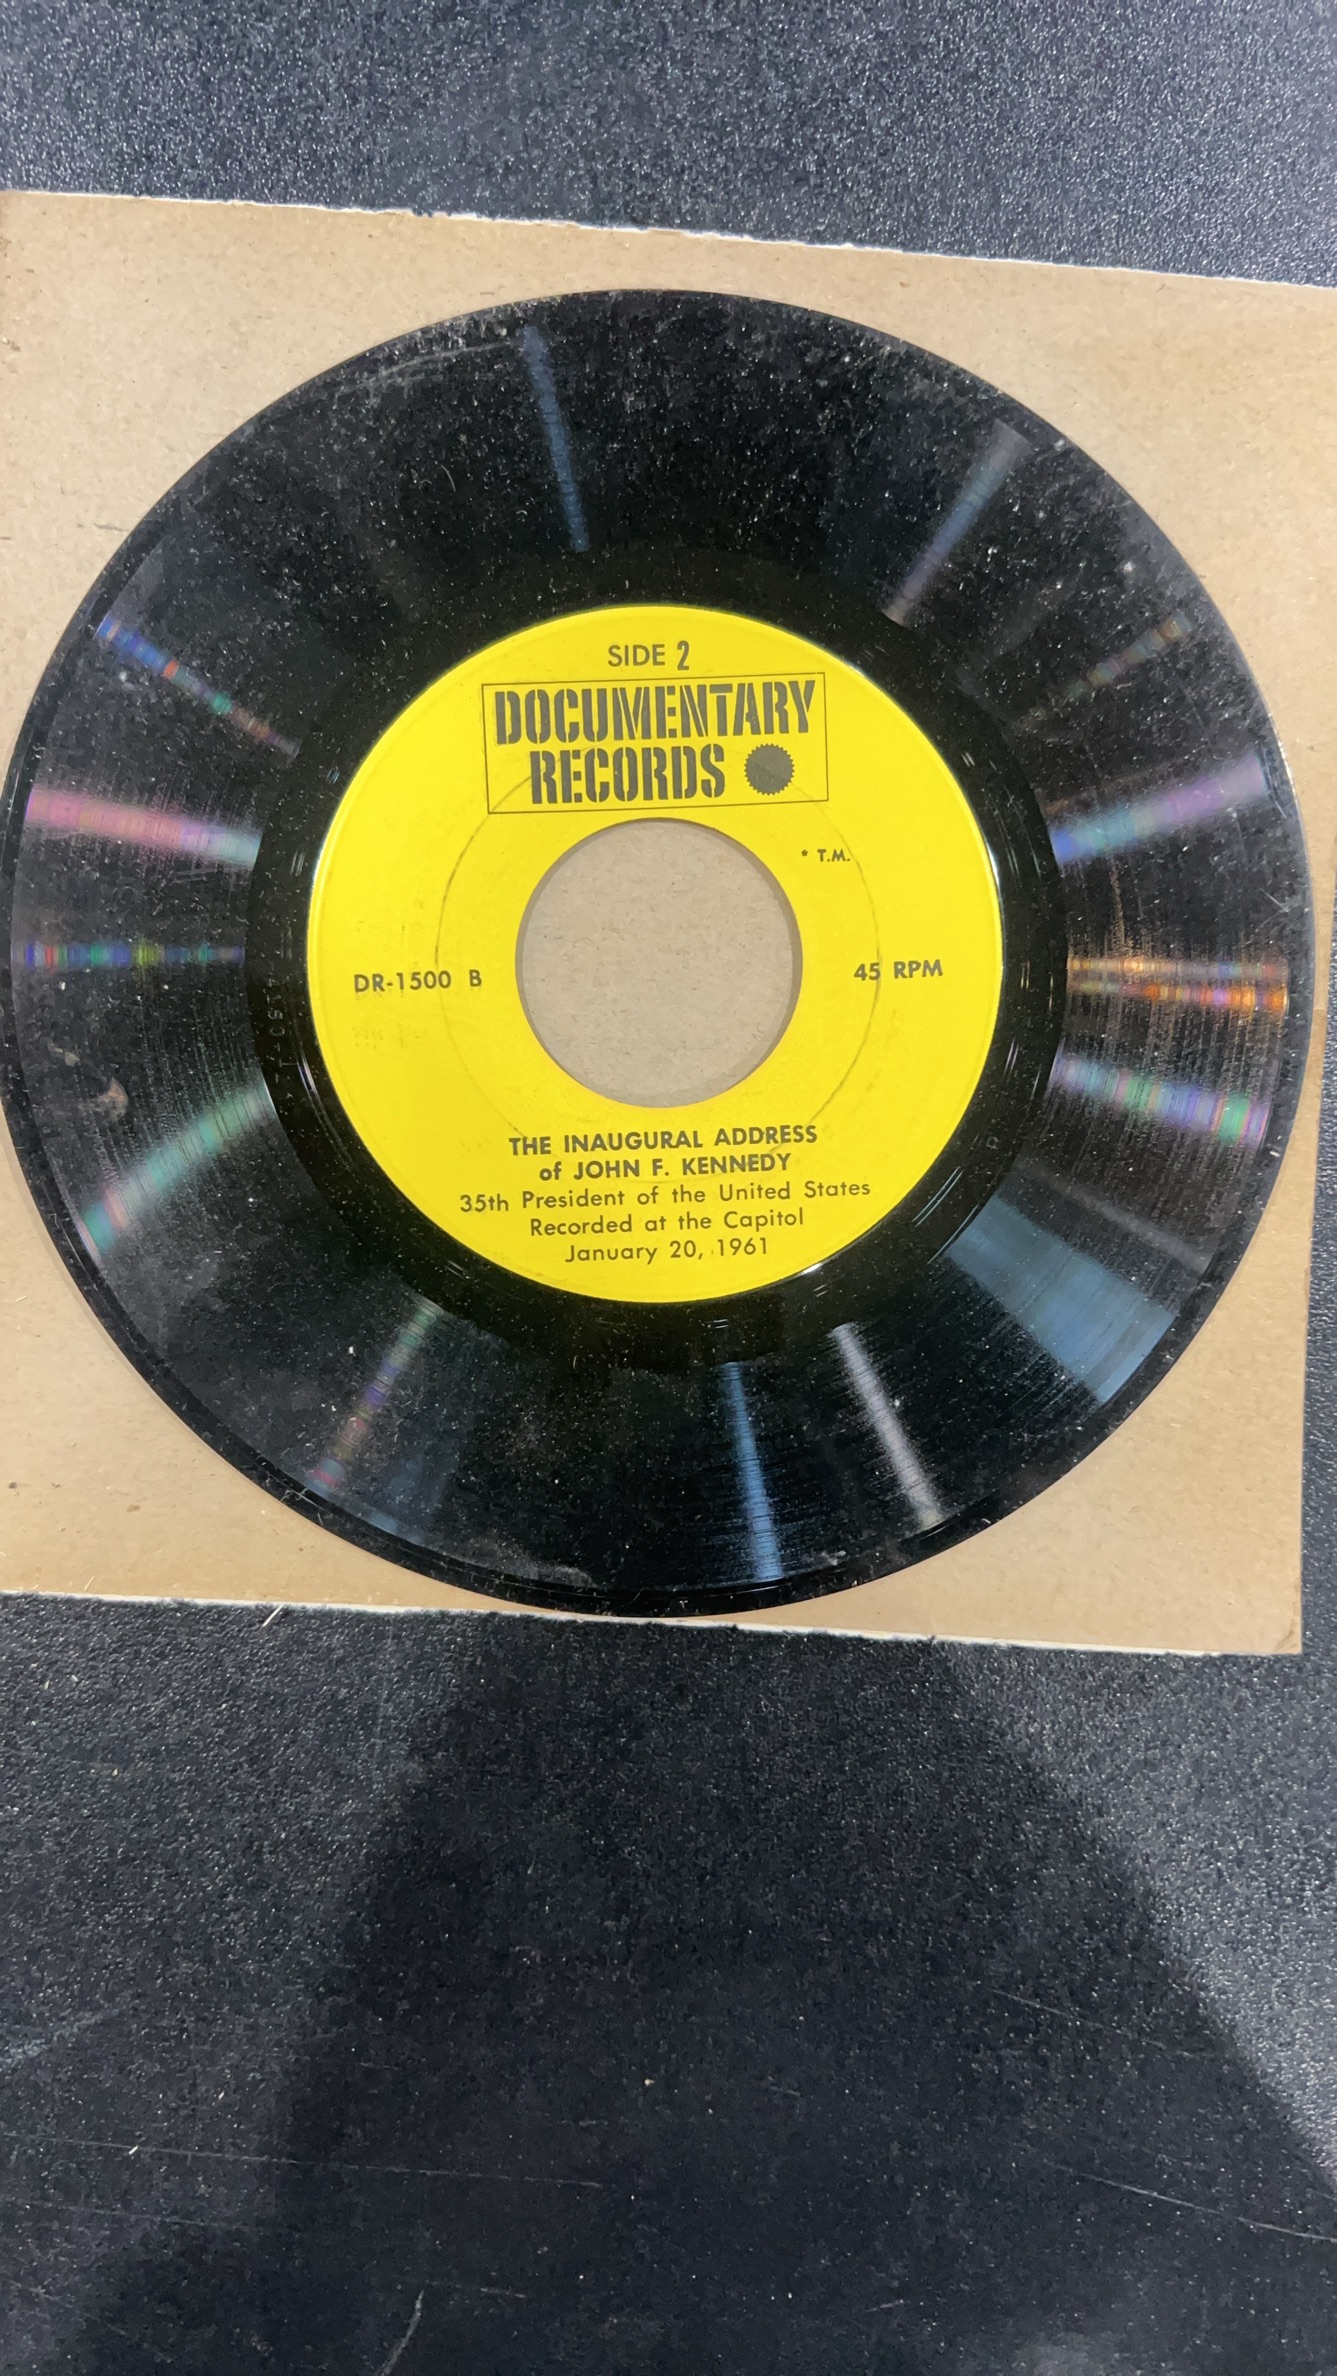 SIDE 2
DOCUMENTARY
RECORDS
* T.M.
DR-1500 B
45 RPM
THE INAUGURAL ADDRESS
of JOHN F. KENNEDY
35th President of the United States
Recorded at the Capitol
January 20, 1961